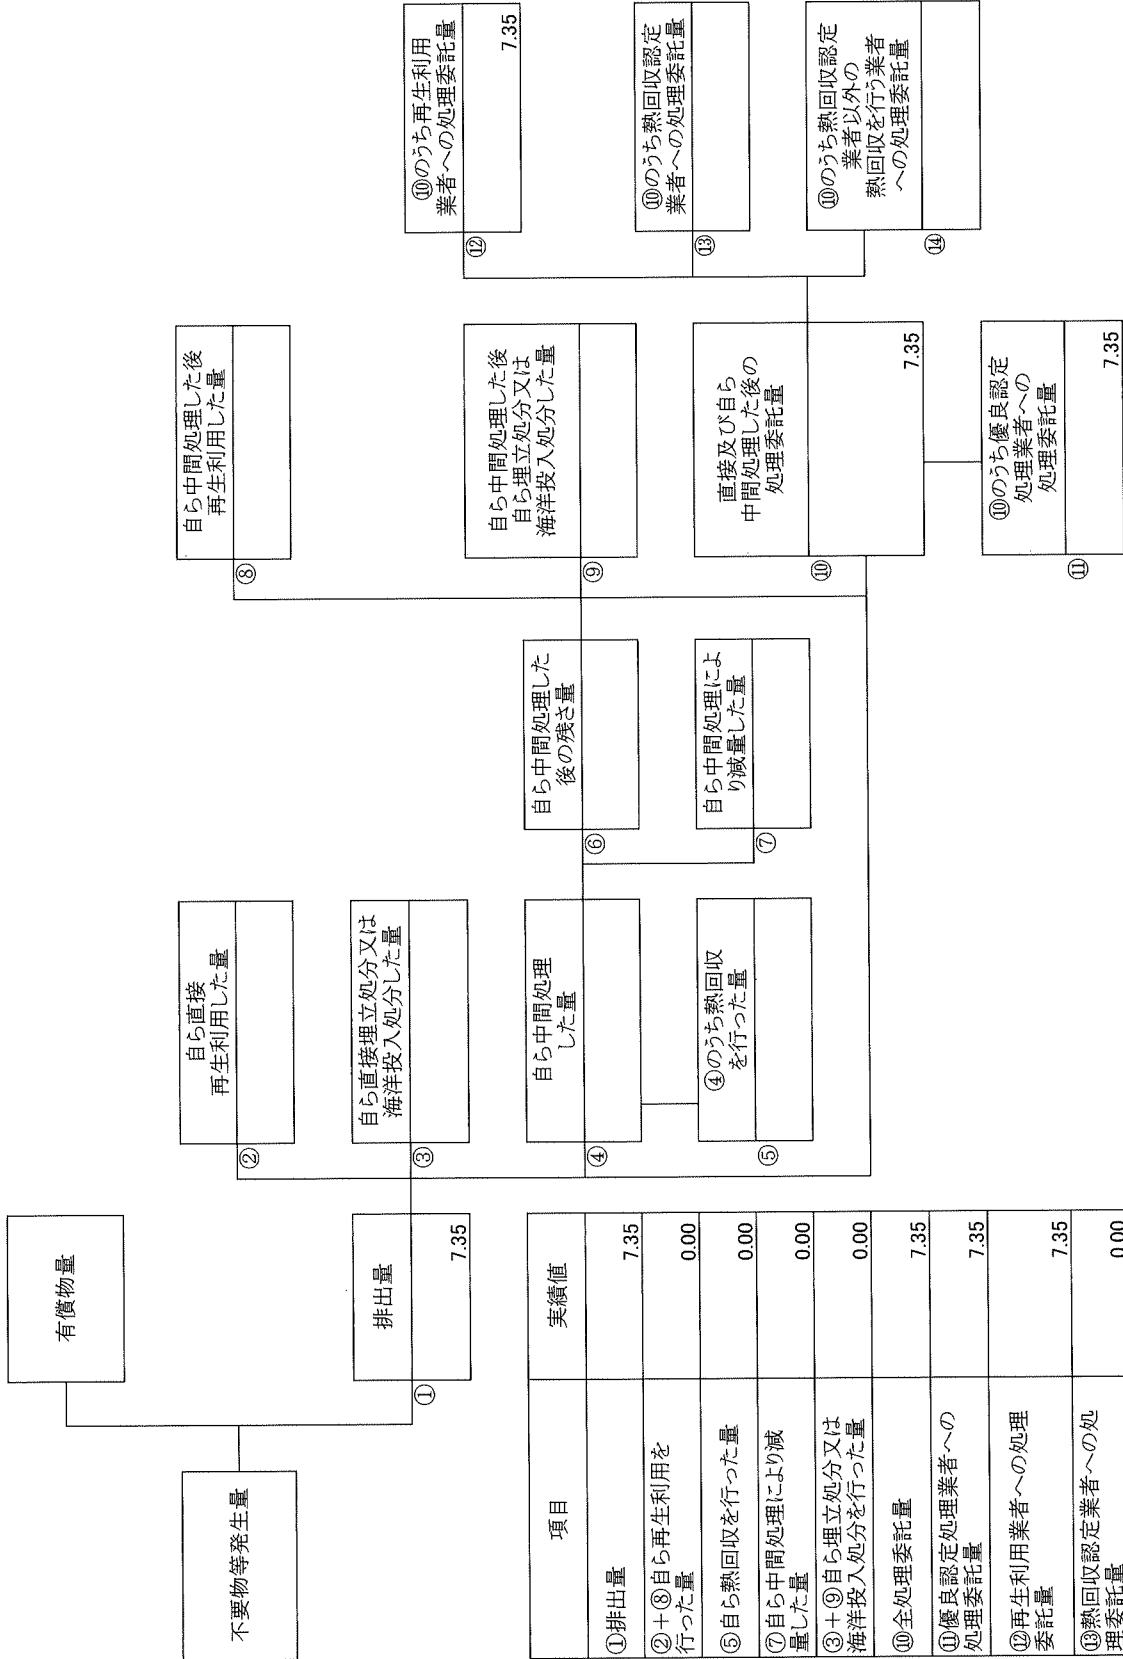 不要物等発生量
有償物量
排出量
①
7.35
自ら直接
再生利用した量
②
自ら直接埋立処分又は
海洋投入処分した量
③
自ら中間処理
した量
④
④のうち熱回収
を行った量
⑤
自ら中間処理した
後の残さ量
⑥
自ら中間処理によ
り減量した量
⑦
自ら中間処理した後
再生利用した量
⑧
自ら中間処理した後
自ら埋立処分又は
海洋投入処分した量
⑨
直接及び自ら
中間処理した後の
処理委託量
⑩
7.35
⑩のうち優良認定
処理業者への
処理委託量
⑪
7.35
⑩のうち再生利用
業者への処理委託量
⑫
7.35
⑩のうち熱回収認定
業者への処理委託量
⑬
⑩のうち熱回収認定
業者以外の
熱回収を行う業者
への処理委託量
⑭
項目 実績値
①排出量 7.35
②+⑧自ら再生利用を
行った量 0.00
⑤自ら熱回収を行った量 0.00
⑦自ら中間処理により減
量した量 0.00
③+⑨自ら埋立処分又は
海洋投入処分を行った量 0.00
⑩全処理委託量 7.35
⑪優良認定処理業者への
処理委託量 7.35
⑫再生利用業者への処理
委託量 7.35
⑬熱回収認定業者への処
理委託量 0.00